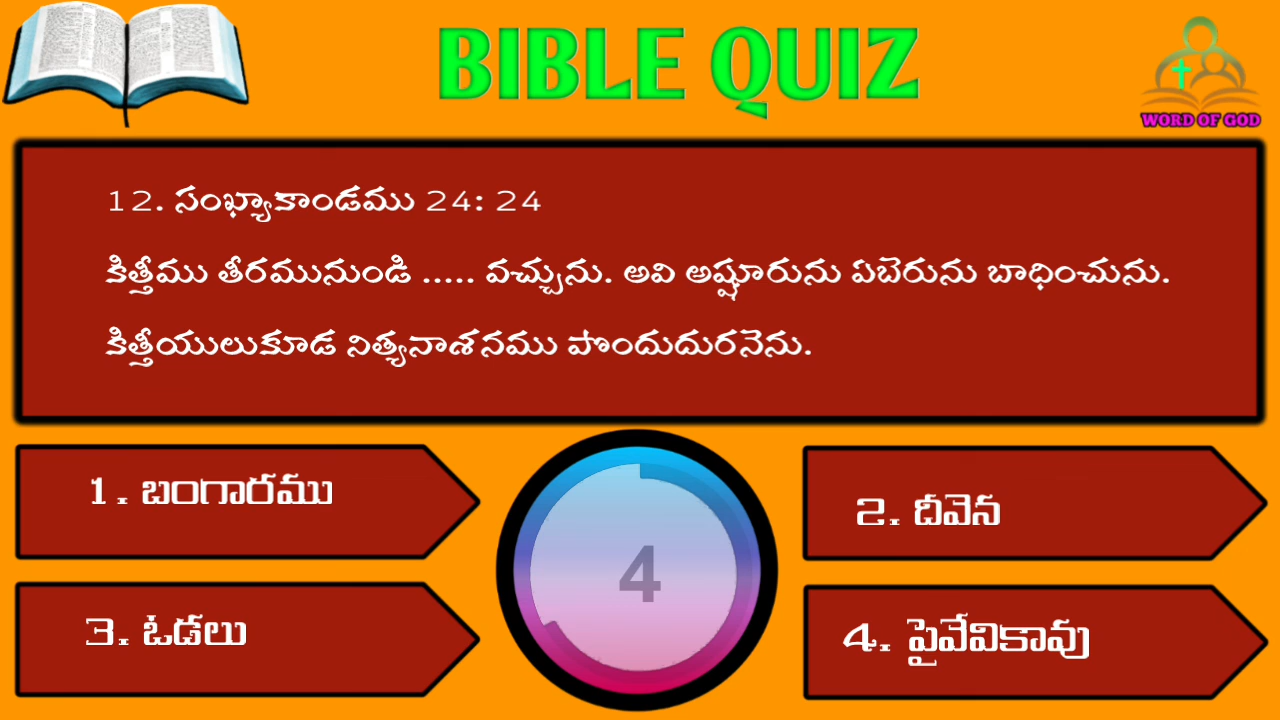 BIBLE QUIZ
WORD OF GOD
12. సంఖ్యాకాండము 24: 24
కిత్తీము తీరమునుండి ..... వచ్చును. అవి అష్షూరును ఏబెరును బాధించును.
కిత్తీయులుకూడ నిత్యనాశనము పొందుదురనెను.
1. బంగారము
2. దీవెన
4
3. ఓడలు
4. పైవేవికావు